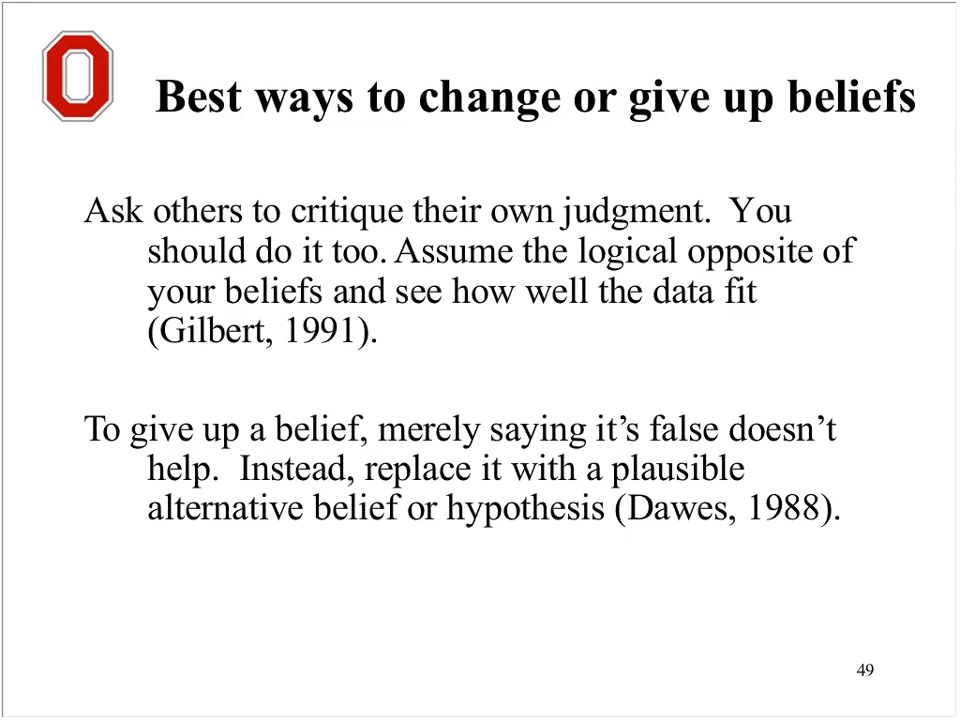 Best ways to change or give up beliefs
Ask others to critique their own judgment.  You
should do it too. Assume the logical opposite of
your beliefs and see how well the data fit
(Gilbert, 1991).
To give up a belief, merely saying it’s false doesn’t
help.  Instead, replace it with a plausible
alternative belief or hypothesis (Dawes, 1988).
49